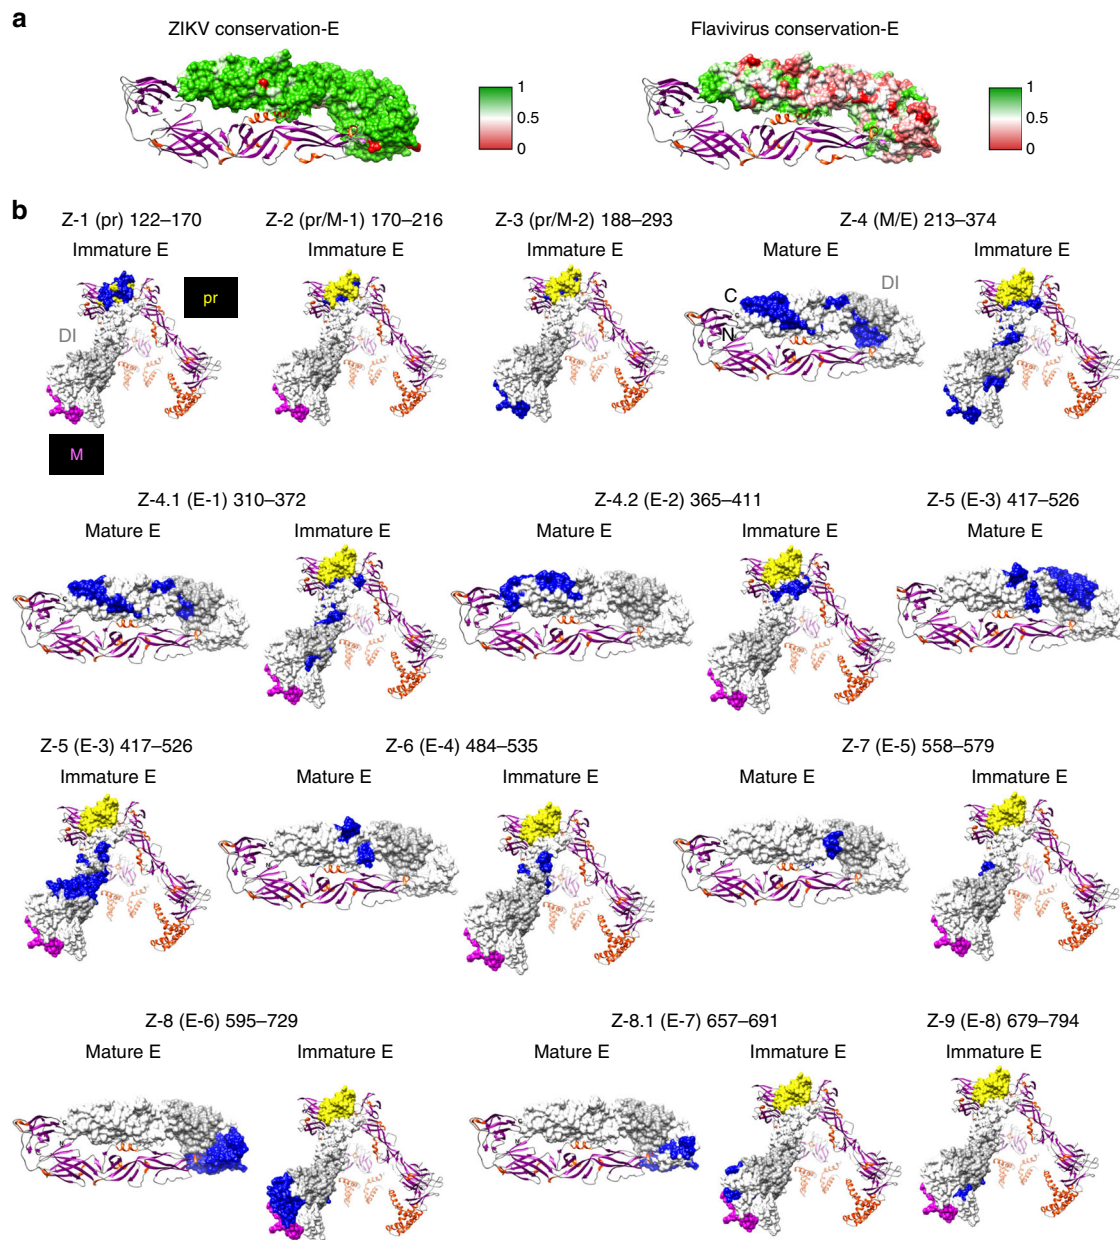 a
ZIKV conservation-E
Flavivirus conservation-E
1
0.5
0
1
0.5
0
b
Z-1 (pr) 122–170
Z-2 (pr/M-1) 170–216
Z-3 (pr/M-2) 188–293
Z-4 (M/E) 213–374
Immature E
Immature E
Immature E
Mature E
Immature E
pr
DI
C
N
DI
M
Z-4.1 (E-1) 310–372
Z-4.2 (E-2) 365–411
Z-5 (E-3) 417–526
Mature E
Immature E
Mature E
Immature E
Mature E
Z-5 (E-3) 417–526
Z-6 (E-4) 484–535
Z-7 (E-5) 558–579
Immature E
Mature E
Immature E
Mature E
Immature E
Z-8 (E-6) 595–729
Z-8.1 (E-7) 657–691
Z-9 (E-8) 679–794
Mature E
Immature E
Mature E
Immature E
Immature E